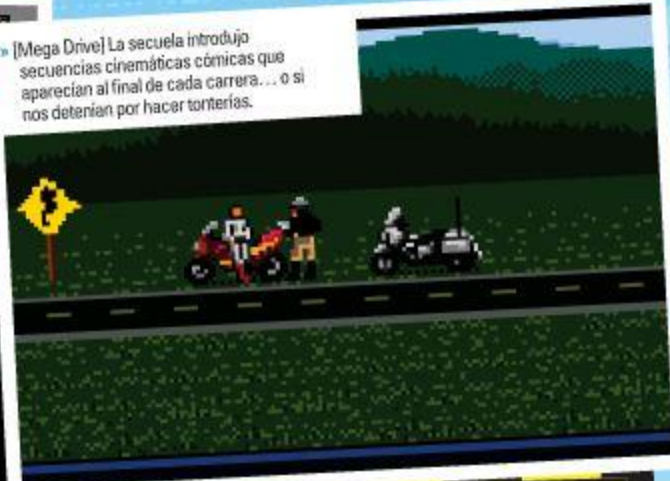 » [Mega Drive] La secuela introdujo
secuencias cinemáticas cómicas que
aparecían al final de cada carrera... o si
nos detenían por hacer tonterías.